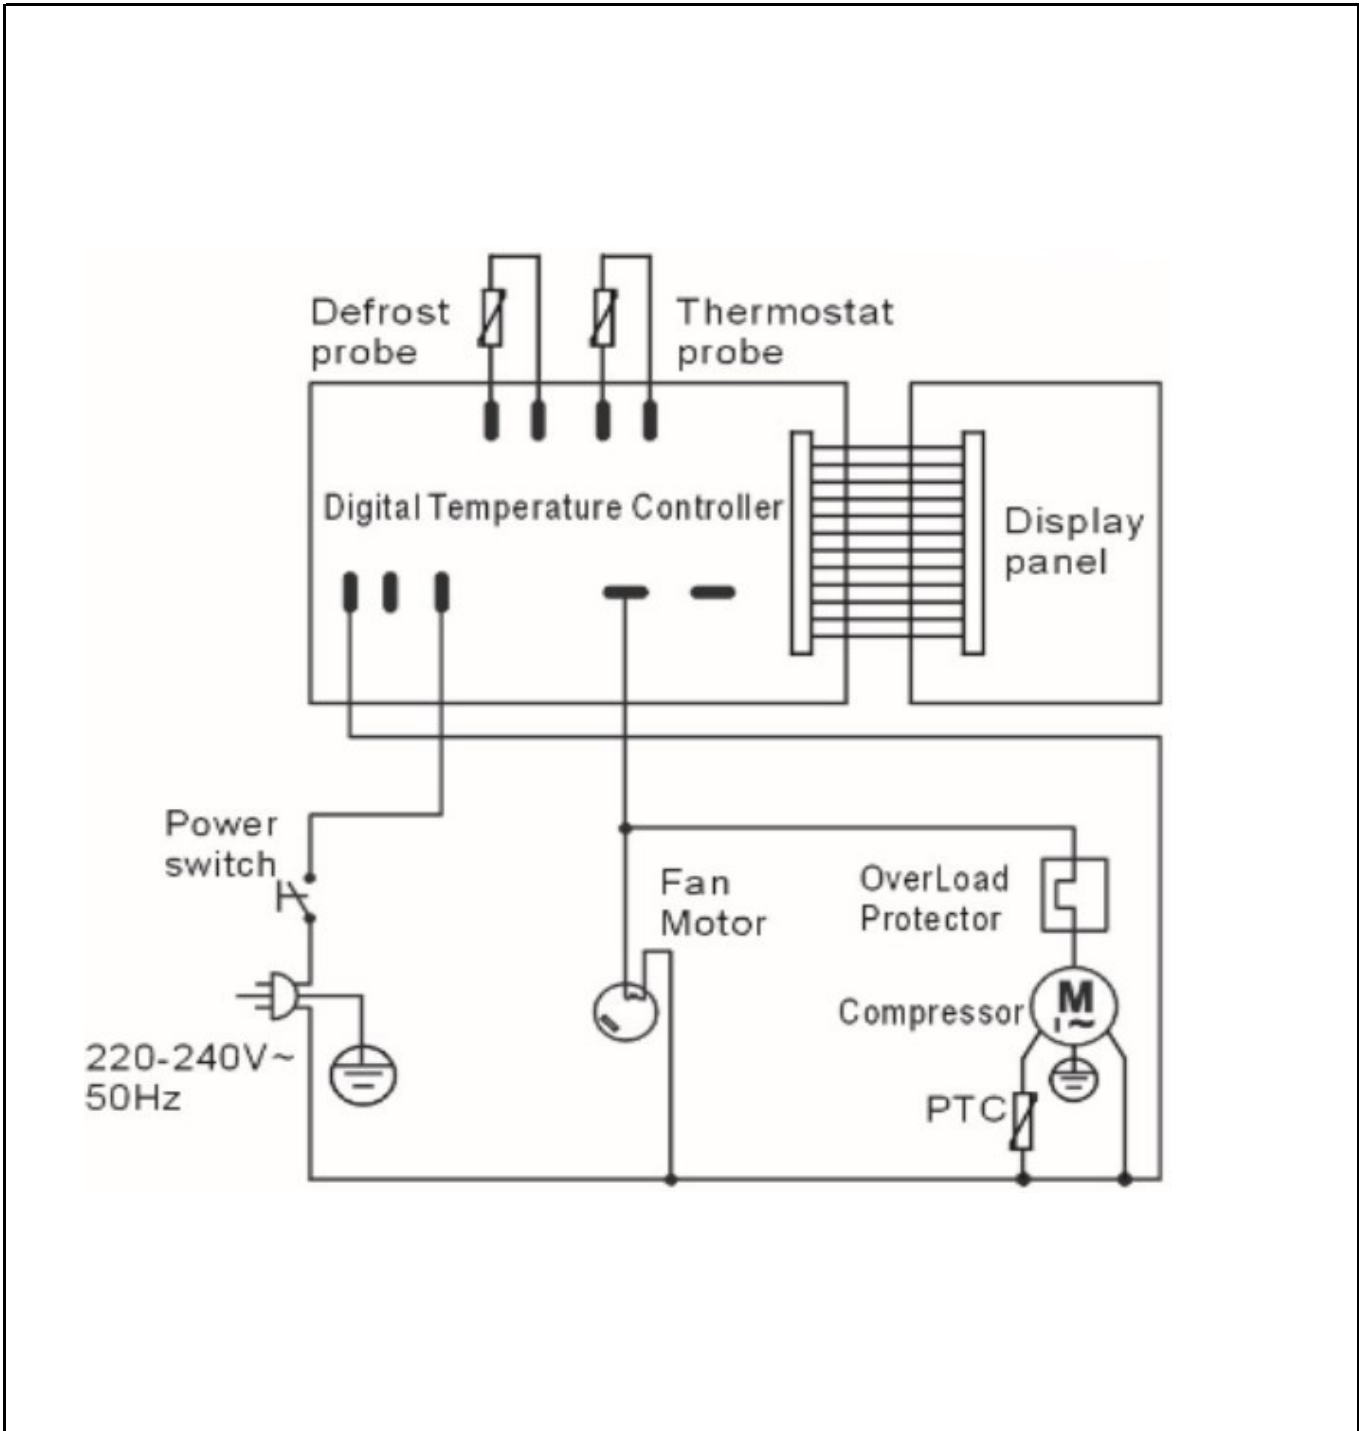 Defrost
probe
Thermostat
probe
Digital Temperature Controller
Display
panel
Power
switch
Fan
Motor
OverLoad
Protector
Compressor
M
1~
PTC
220-240V~
50Hz